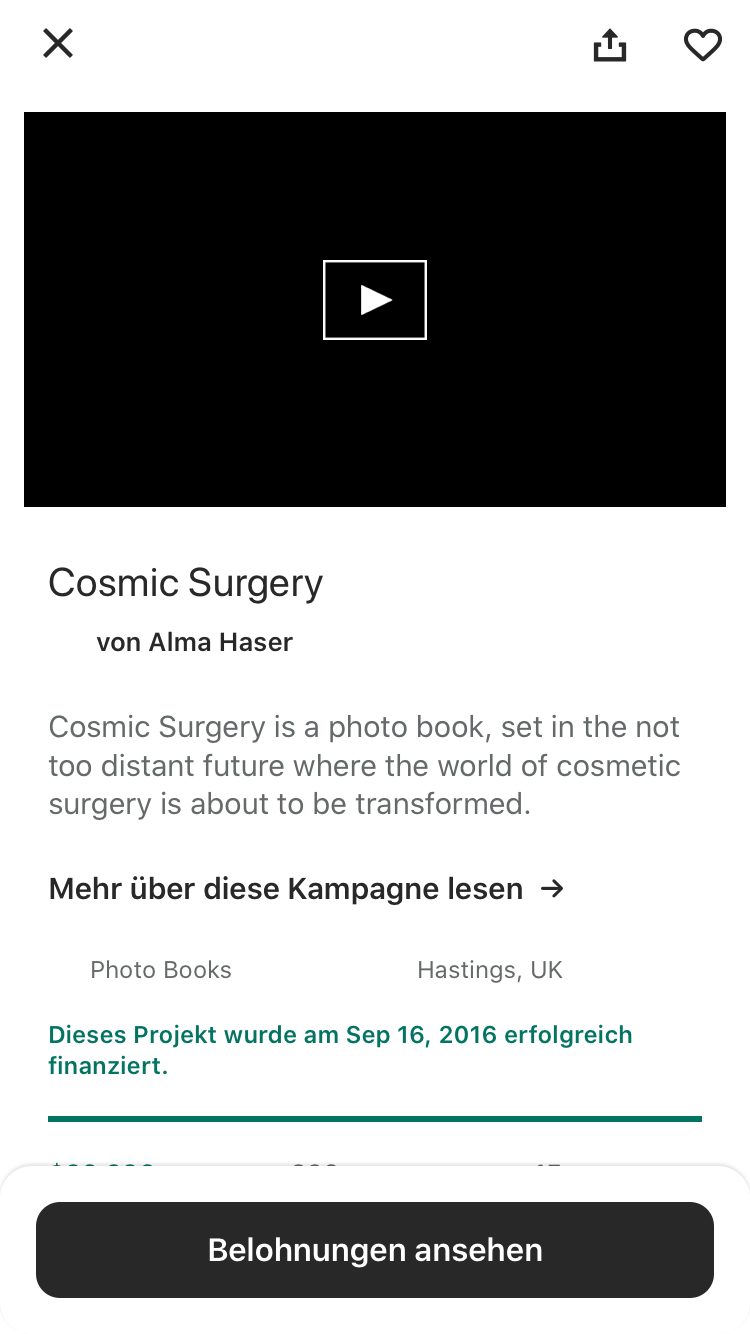 Cosmic Surgery
von Alma Haser
Cosmic Surgery is a photo book, set in the not
too distant future where the world of cosmetic
surgery is about to be transformed.
Mehr über diese Kampagne lesen →
Photo Books
Hastings, UK
Dieses Projekt wurde am Sep 16, 2016 erfolgreich
finanziert.
Belohnungen ansehen